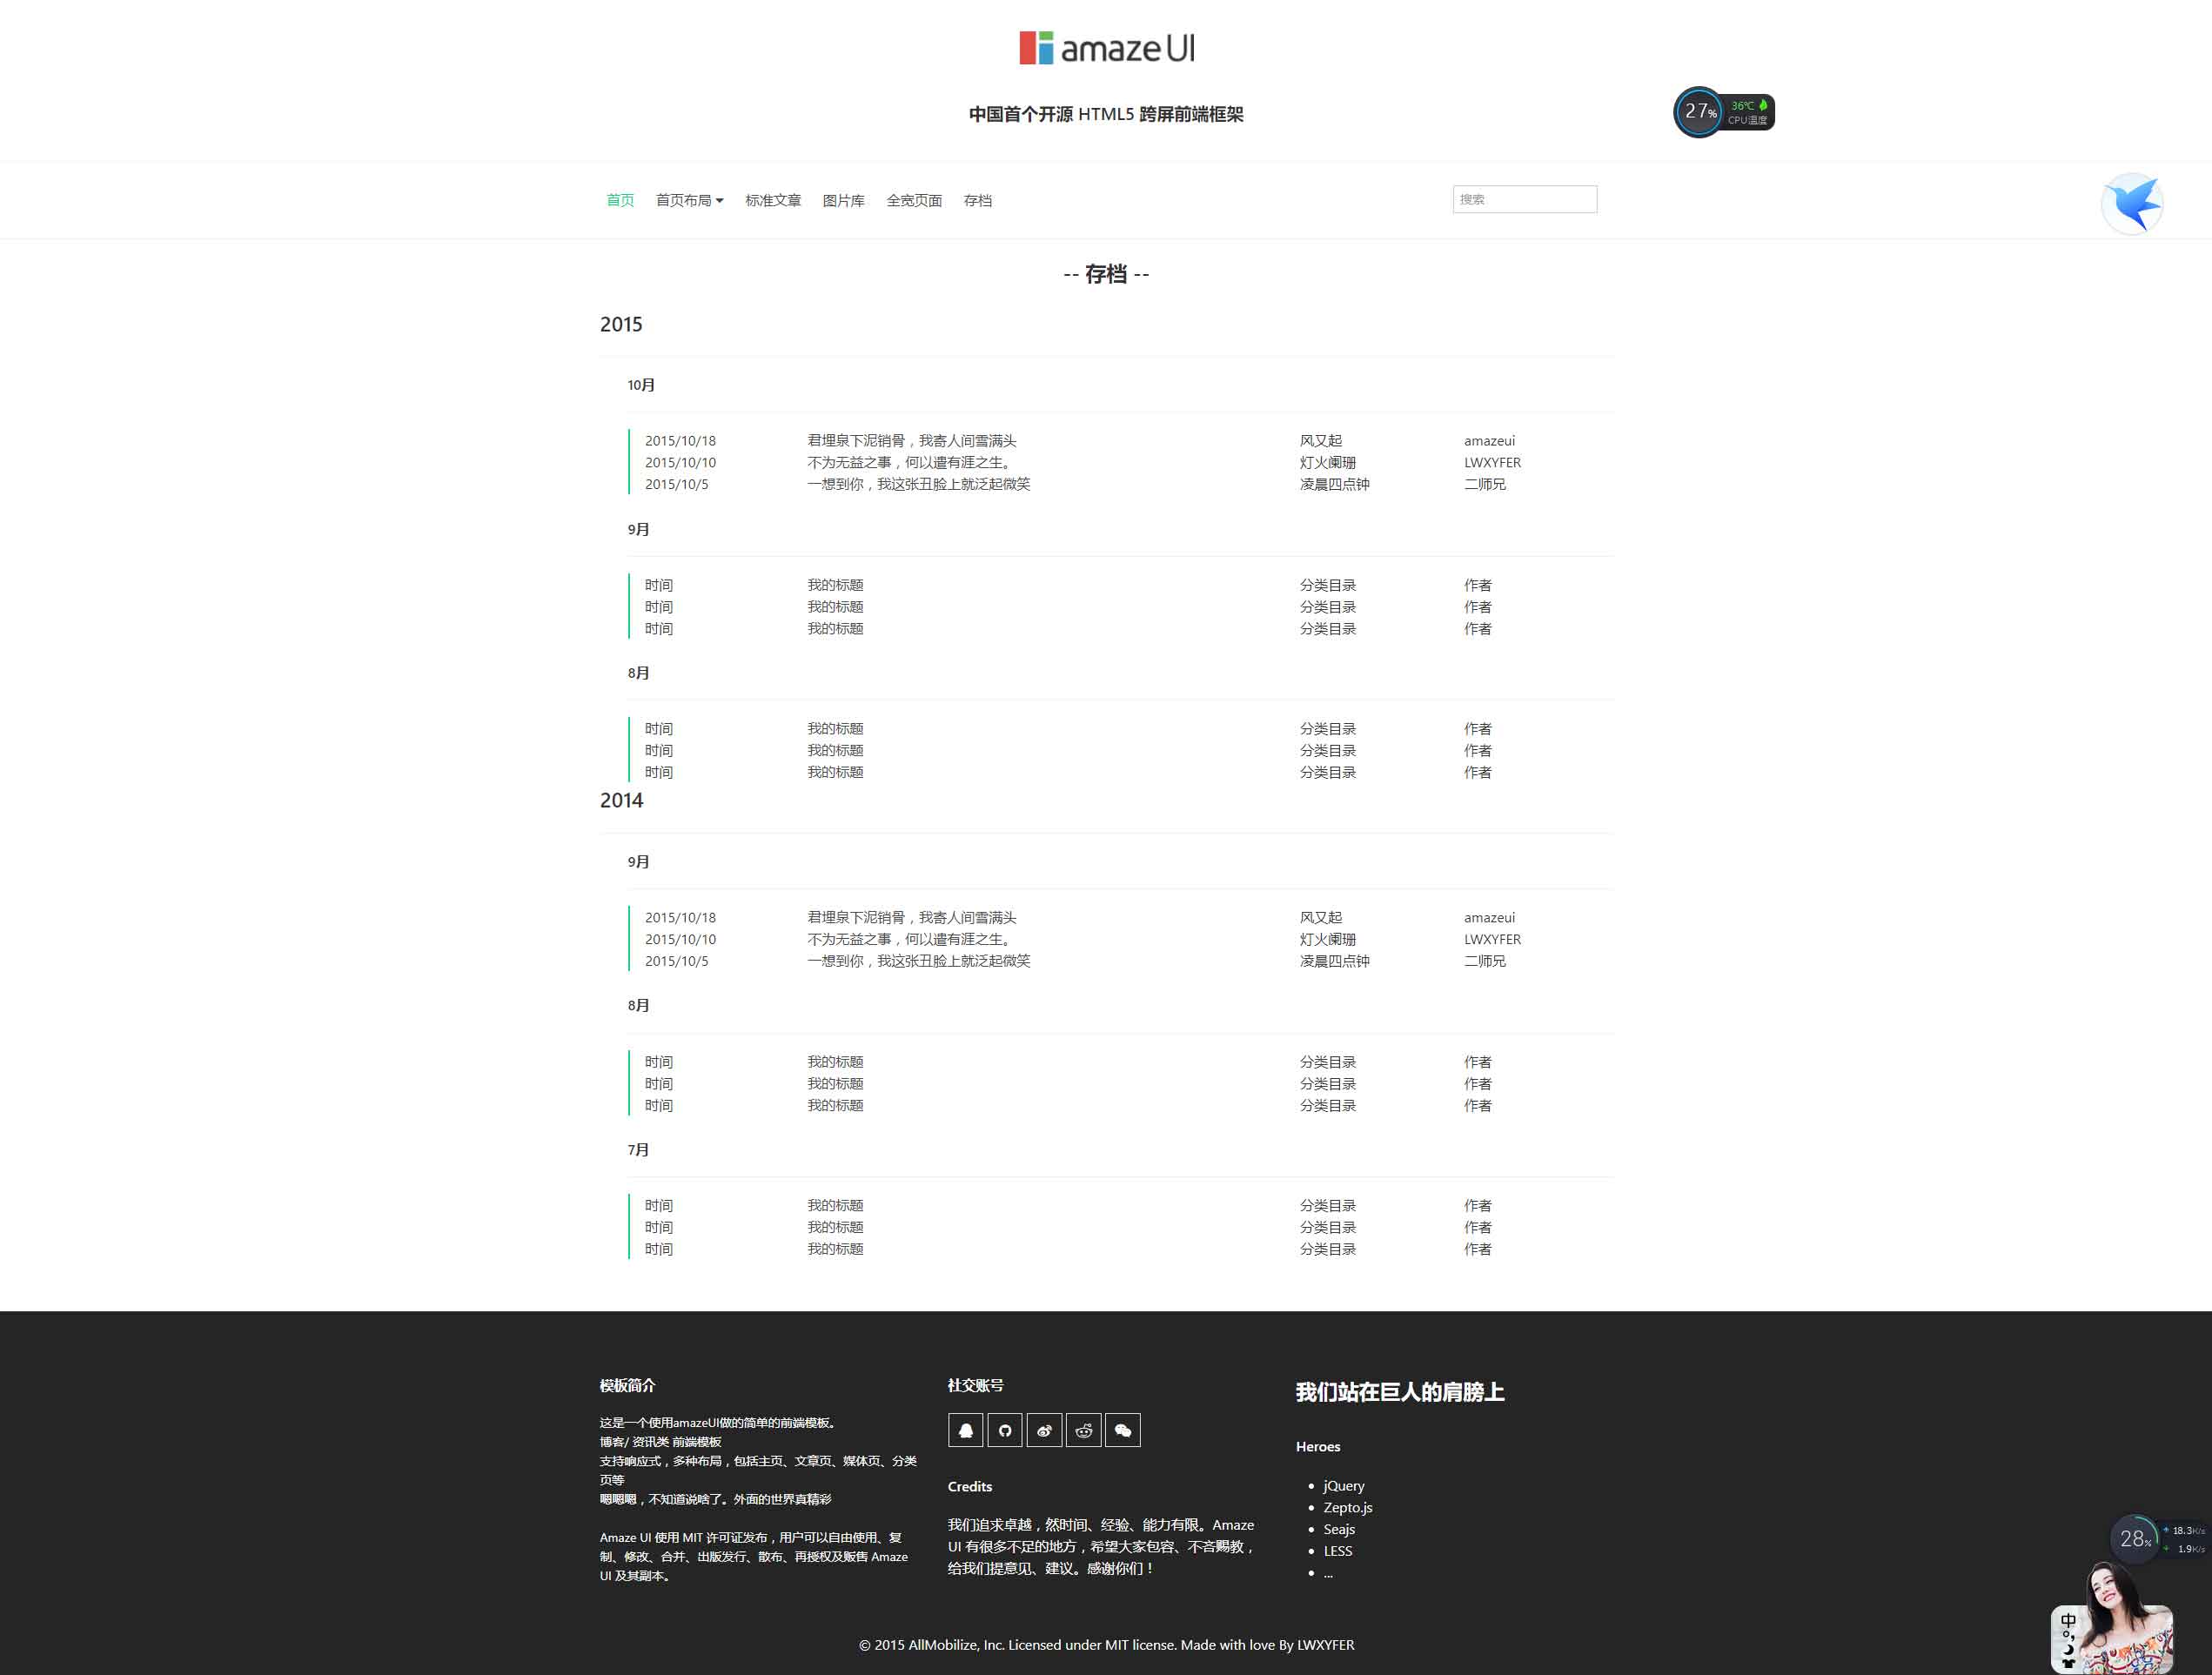 amaze UI
中国首个开源 HTML5 跨屏前端框架
27%
36℃
CPU温度
首页 首页布局 标准文章 图片库 全宽页面 存档 搜索
-- 存档 --
2015
10月
2015/10/18 君埋泉下泥销骨，我寄人间雪满头 风又起 amazeui
2015/10/10 不为无益之事，何以遣有涯之生。 灯火阑珊 LWXYFER
2015/10/5 一想到你，我这张丑脸上就泛起微笑 凌晨四点钟 二师兄
9月
时间 我的标题 分类目录 作者
时间 我的标题 分类目录 作者
时间 我的标题 分类目录 作者
8月
时间 我的标题 分类目录 作者
时间 我的标题 分类目录 作者
时间 我的标题 分类目录 作者
2014
9月
2015/10/18 君埋泉下泥销骨，我寄人间雪满头 风又起 amazeui
2015/10/10 不为无益之事，何以遣有涯之生。 灯火阑珊 LWXYFER
2015/10/5 一想到你，我这张丑脸上就泛起微笑 凌晨四点钟 二师兄
8月
时间 我的标题 分类目录 作者
时间 我的标题 分类目录 作者
时间 我的标题 分类目录 作者
7月
时间 我的标题 分类目录 作者
时间 我的标题 分类目录 作者
时间 我的标题 分类目录 作者
模板简介
这是一个使用amazeUI做的简单的前端模板。
博客/ 资讯类 前端模板
支持响应式，多种布局，包括主页、文章页、媒体页、分类
页等
嗯嗯嗯，不知道说啥了。外面的世界真精彩
Amaze UI 使用 MIT 许可证发布，用户可以自由使用、复
制、修改、合并、出版发行、散布、再授权及贩售 Amaze
UI 及其副本。
社交账号
Credits
我们追求卓越，然时间、经验、能力有限。Amaze
UI 有很多不足的地方，希望大家包容、不吝赐教，
给我们提意见、建议。感谢你们！
我们站在巨人的肩膀上
Heroes
jQuery
Zepto.js
Seajs
LESS
...
28%
18.3K/s
1.9K/s
中
© 2015 AllMobilize, Inc. Licensed under MIT license. Made with love By LWXYFER